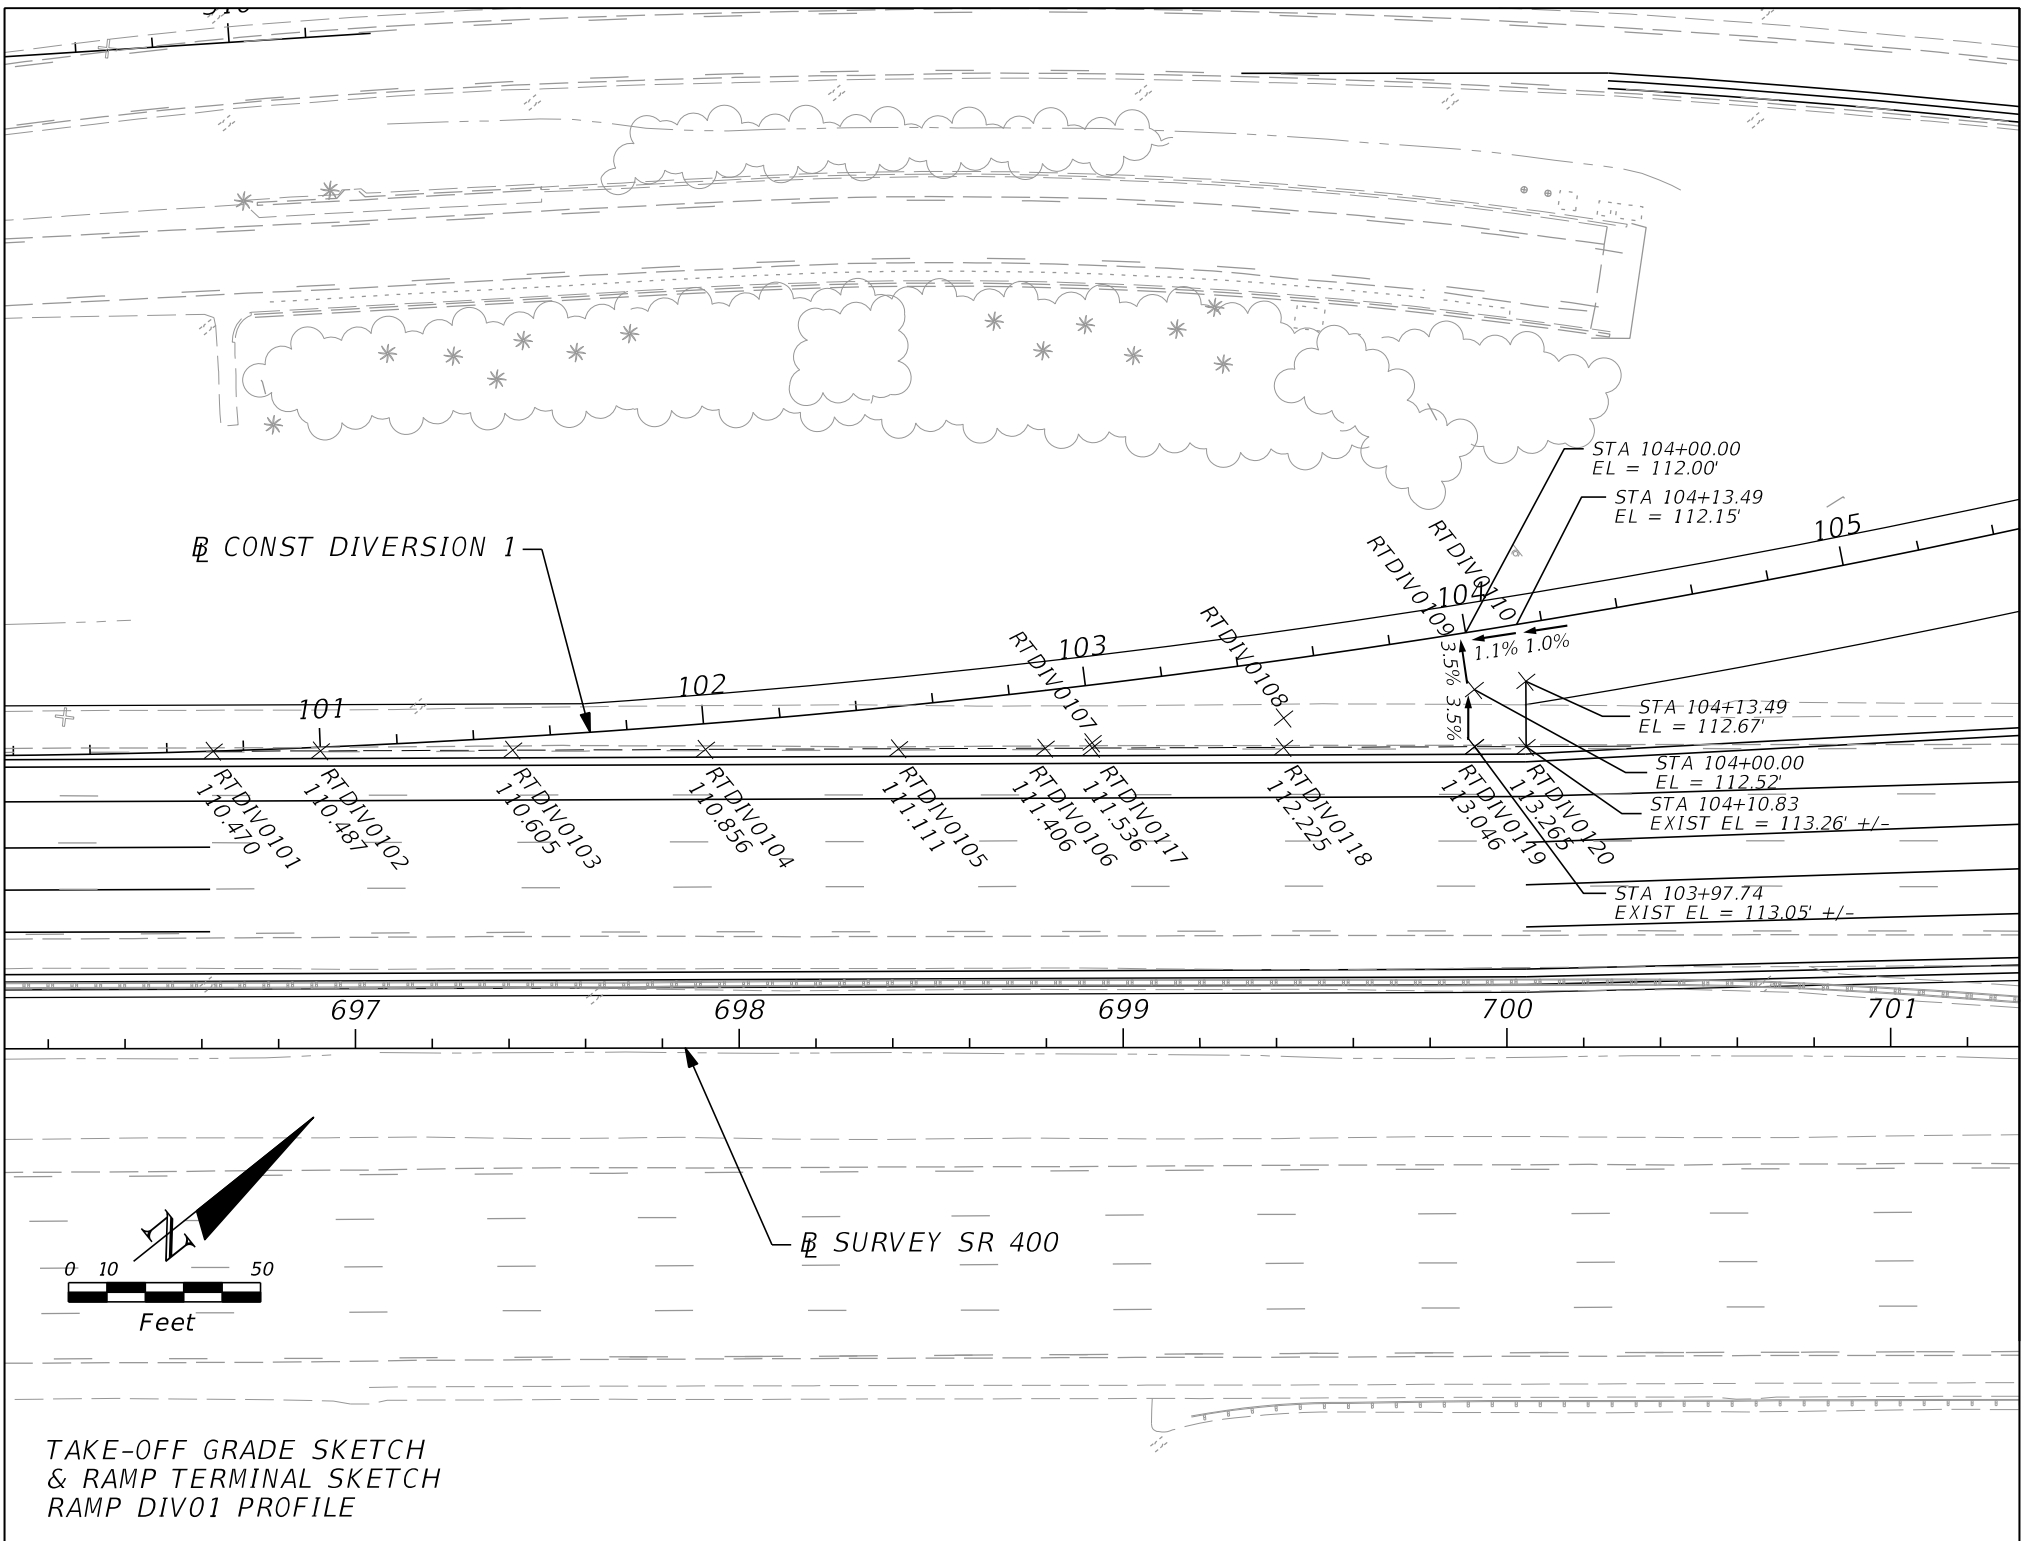 STA 104+00.00
EL = 112.00'
STA 104+13.49
EL = 112.15'
105
BL CONST DIVERSION 1
RTDIV0110
RTDIV0109
104
RTDIV0108
RTDIV0107
103
102
101
3.5%
1.1%
1.0%
3.5%
STA 104+13.49
EL = 112.67'
STA 104+00.00
EL = 112.52'
STA 104+10.83
EXIST EL = 113.26' +/-
STA 103+97.74
EXIST EL = 113.05' +/-
RTDIV0101
110.470
RTDIV0102
110.487
RTDIV0103
110.605
RTDIV0104
110.856
RTDIV0105
111.111
RTDIV0106
111.406
RTDIV0117
111.536
RTDIV0118
112.225
RTDIV0119
113.046
RTDIV0120
113.265
697
698
699
700
701
BL SURVEY SR 400
N
0 10 50
Feet
TAKE-OFF GRADE SKETCH
& RAMP TERMINAL SKETCH
RAMP DIV01 PROFILE